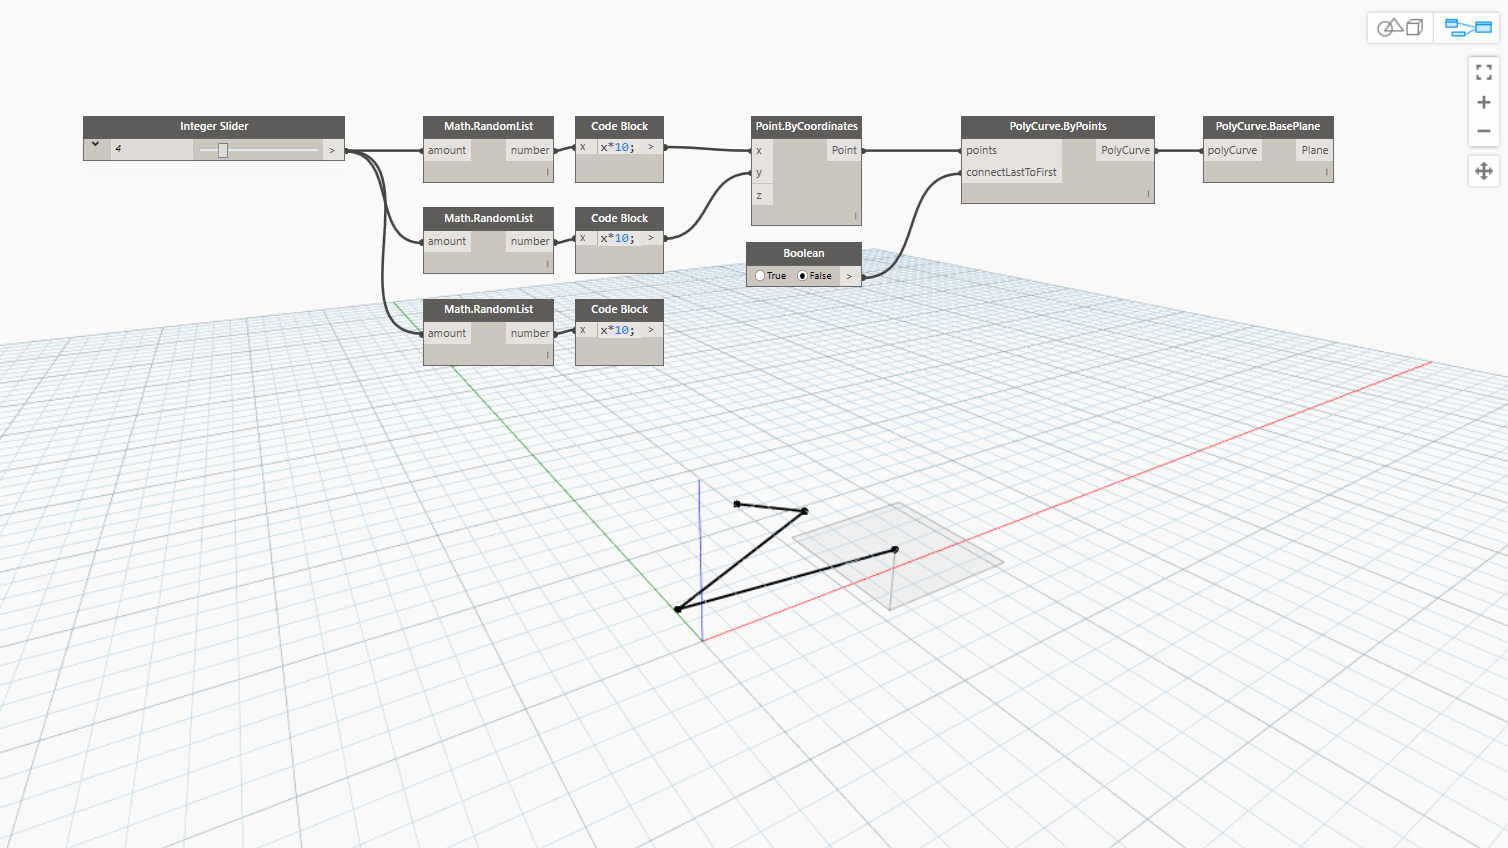 Integer Slider
4 >
Math.RandomList
amount number
Code Block
x x*10; >
Point.ByCoordinates
x Point
y
z
PolyCurve.ByPoints
points PolyCurve
connectLastToFirst
PolyCurve.BasePlane
polyCurve Plane
Math.RandomList
amount number
Code Block
x x*10; >
Boolean
True False >
Math.RandomList
amount number
Code Block
x x*10; >